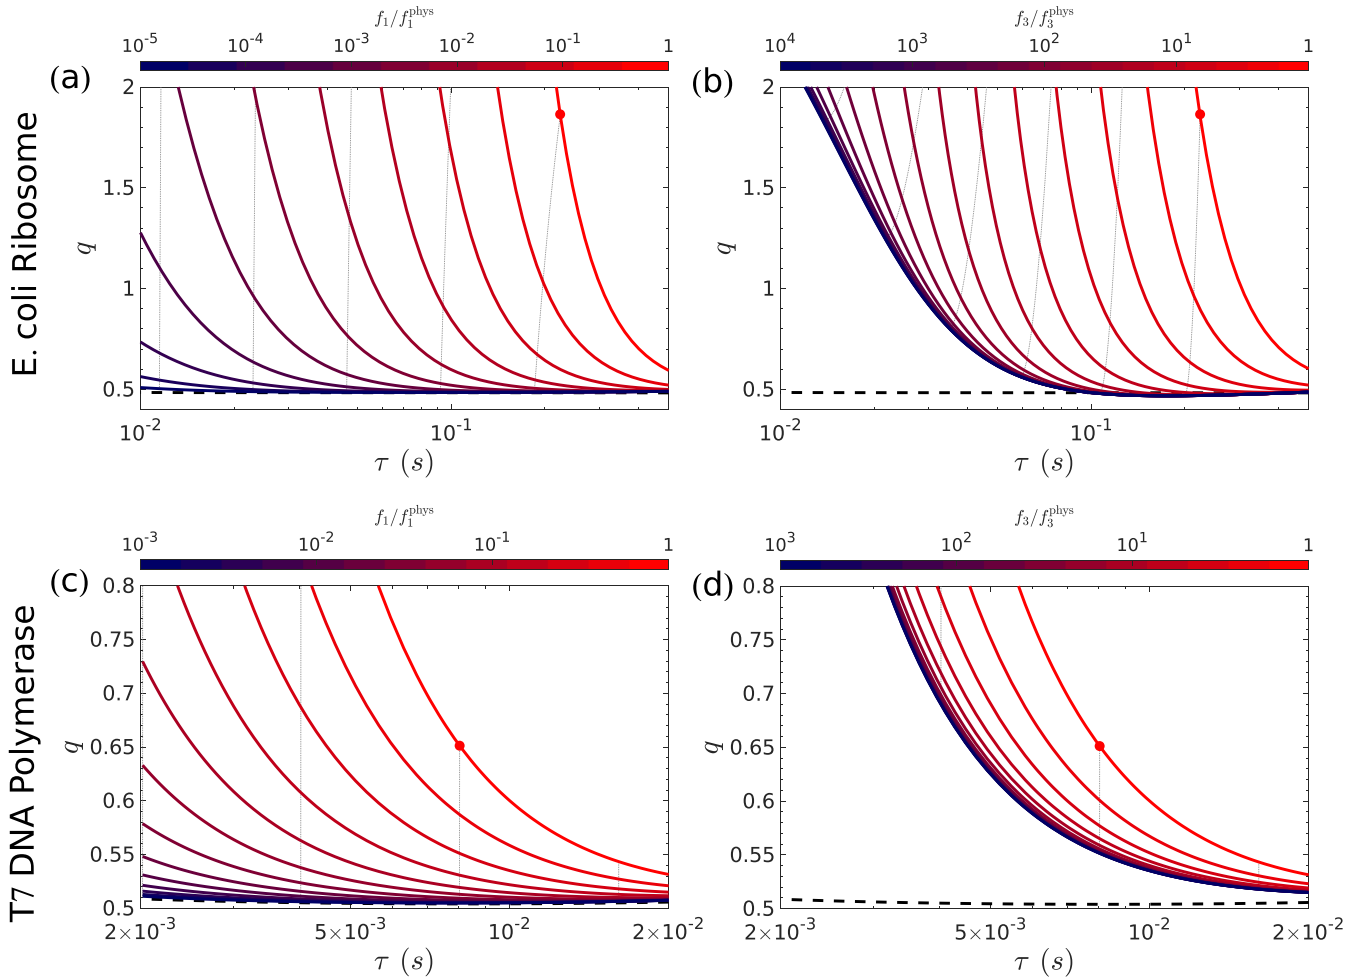 f₁/f₁ᵖʰʸˢ
10⁻⁵ 10⁻⁴ 10⁻³ 10⁻² 10⁻¹ 1
(a)
2
1.5
1
0.5
q
10⁻² 10⁻¹
τ (s)
E. coli Ribosome
f₃/f₃ᵖʰʸˢ
10⁴ 10³ 10² 10¹ 1
(b)
2
1.5
1
0.5
q
10⁻² 10⁻¹
τ (s)
f₁/f₁ᵖʰʸˢ
10⁻³ 10⁻² 10⁻¹ 1
(c)
0.8
0.75
0.7
0.65
0.6
0.55
0.5
q
2×10⁻³ 5×10⁻³ 10⁻² 2×10⁻²
τ (s)
T7 DNA Polymerase
f₃/f₃ᵖʰʸˢ
10³ 10² 10¹ 1
(d)
0.8
0.75
0.7
0.65
0.6
0.55
0.5
q
2×10⁻³ 5×10⁻³ 10⁻² 2×10⁻²
τ (s)